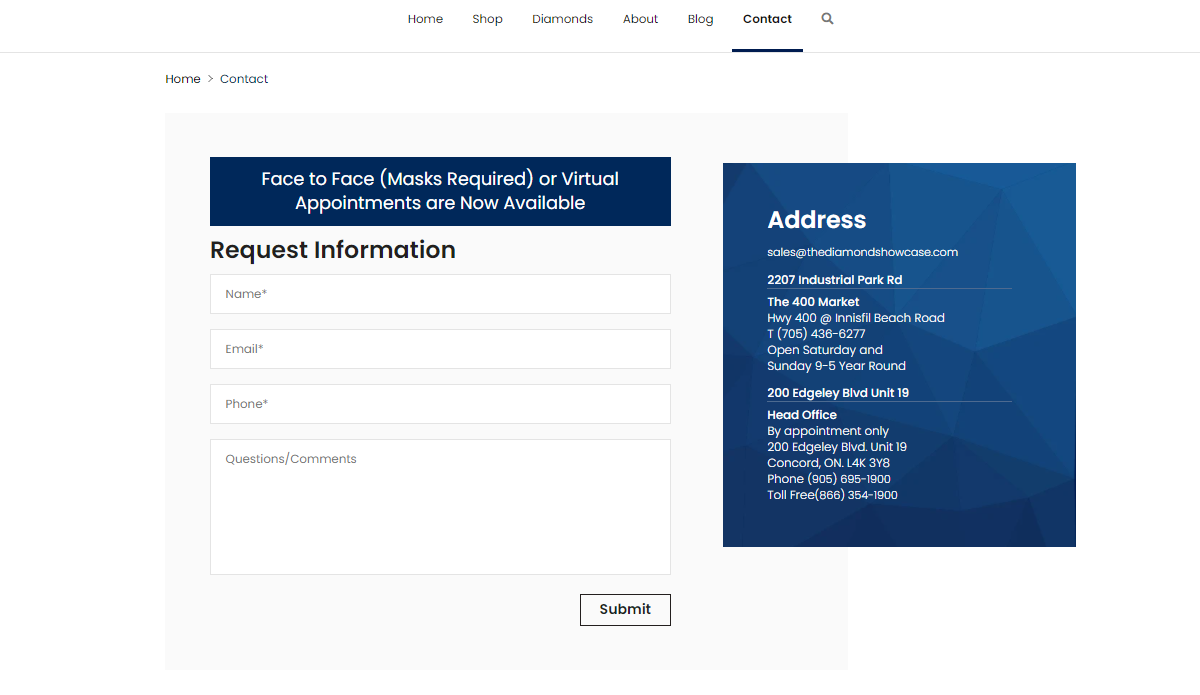 Home Shop Diamonds About Blog Contact
Home > Contact
Face to Face (Masks Required) or Virtual
Appointments are Now Available
Request Information
Name*
Email*
Phone*
Questions/Comments
Submit
Address
sales@thediamondshowcase.com
2207 Industrial Park Rd
The 400 Market
Hwy 400 @ Innisfil Beach Road
T (705) 436-6277
Open Saturday and
Sunday 9-5 Year Round
200 Edgeley Blvd Unit 19
Head Office
By appointment only
200 Edgeley Blvd. Unit 19
Concord, ON. L4K 3Y8
Phone (905) 695-1900
Toll Free(866) 354-1900